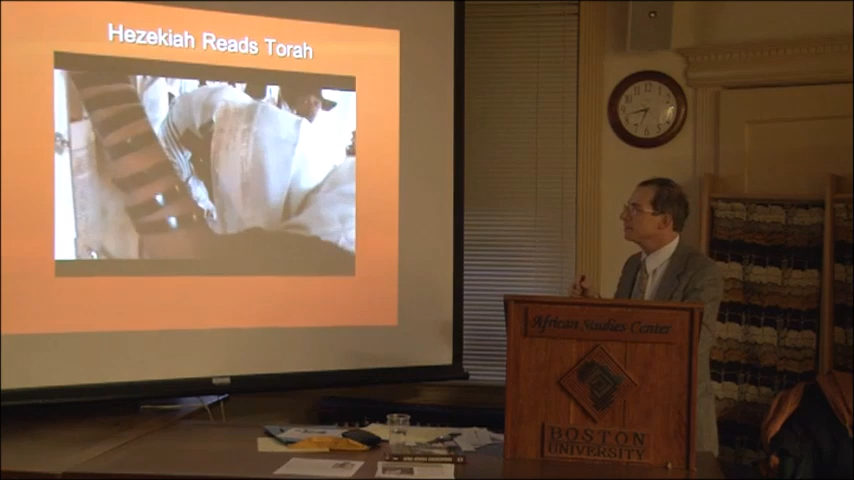 Hezekiah Reads Torah
African Studies Center
BOSTON
UNIVERSITY